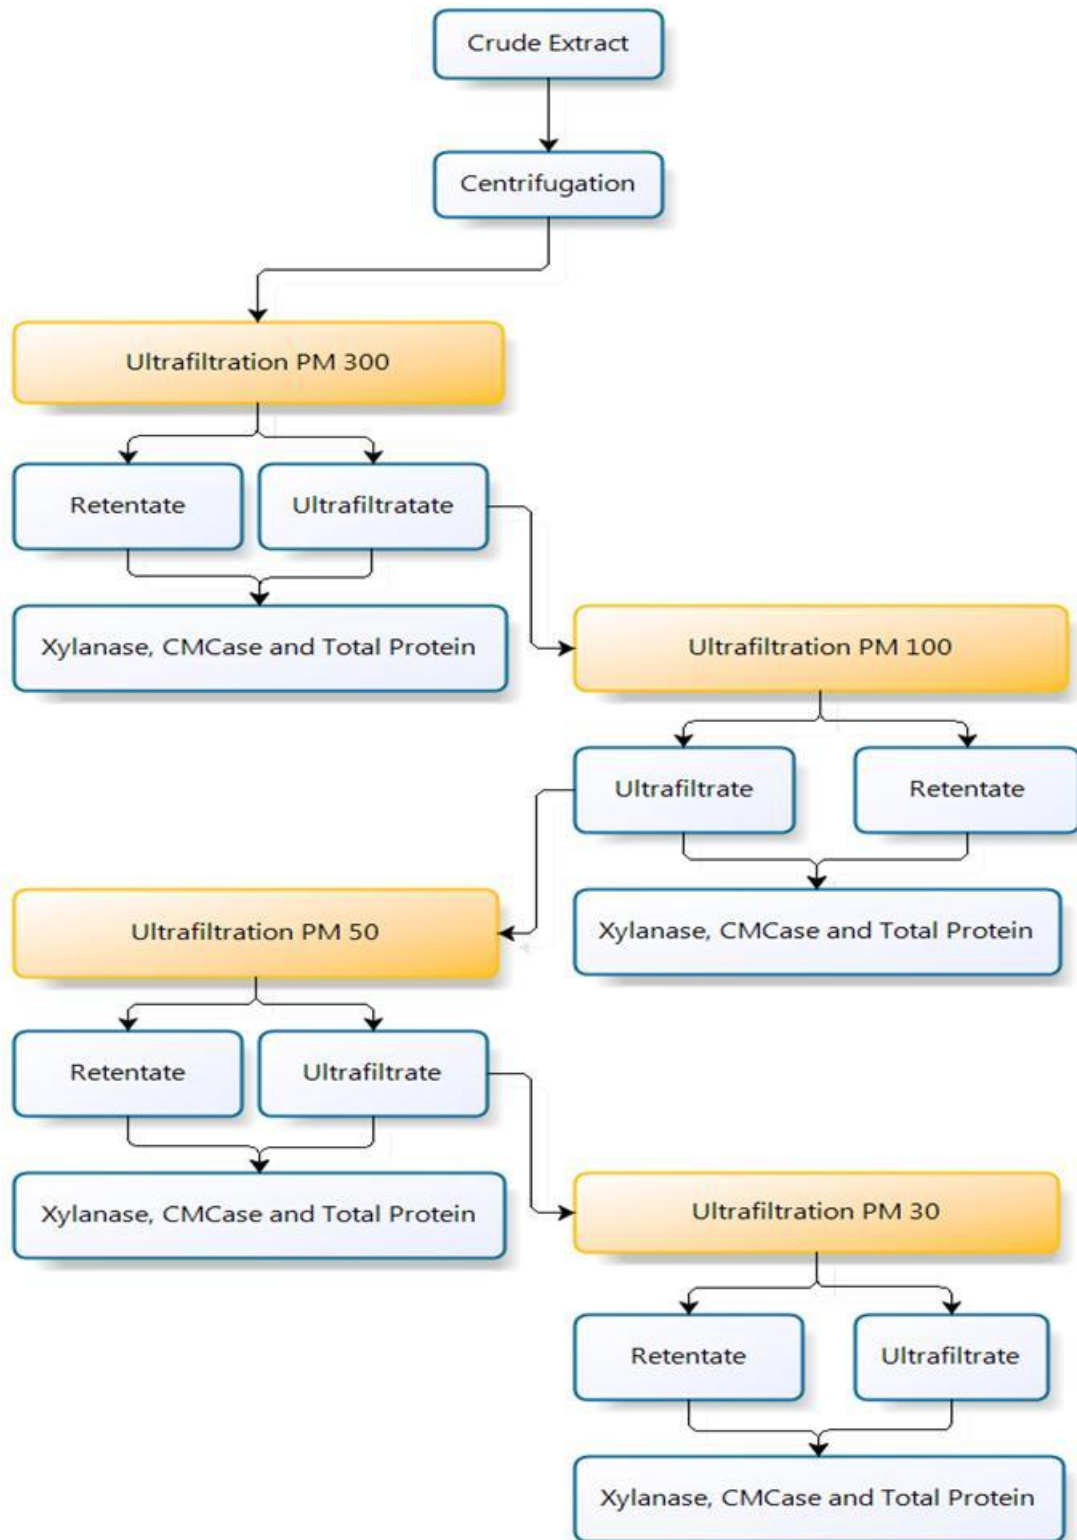 Crude Extract
Centrifugation
Ultrafiltration PM 300
Retentate
Ultrafiltratate
Xylanase, CMCase and Total Protein
Ultrafiltration PM 100
Ultrafiltrate
Retentate
Xylanase, CMCase and Total Protein
Ultrafiltration PM 50
Retentate
Ultrafiltrate
Xylanase, CMCase and Total Protein
Ultrafiltration PM 30
Retentate
Ultrafiltrate
Xylanase, CMCase and Total Protein